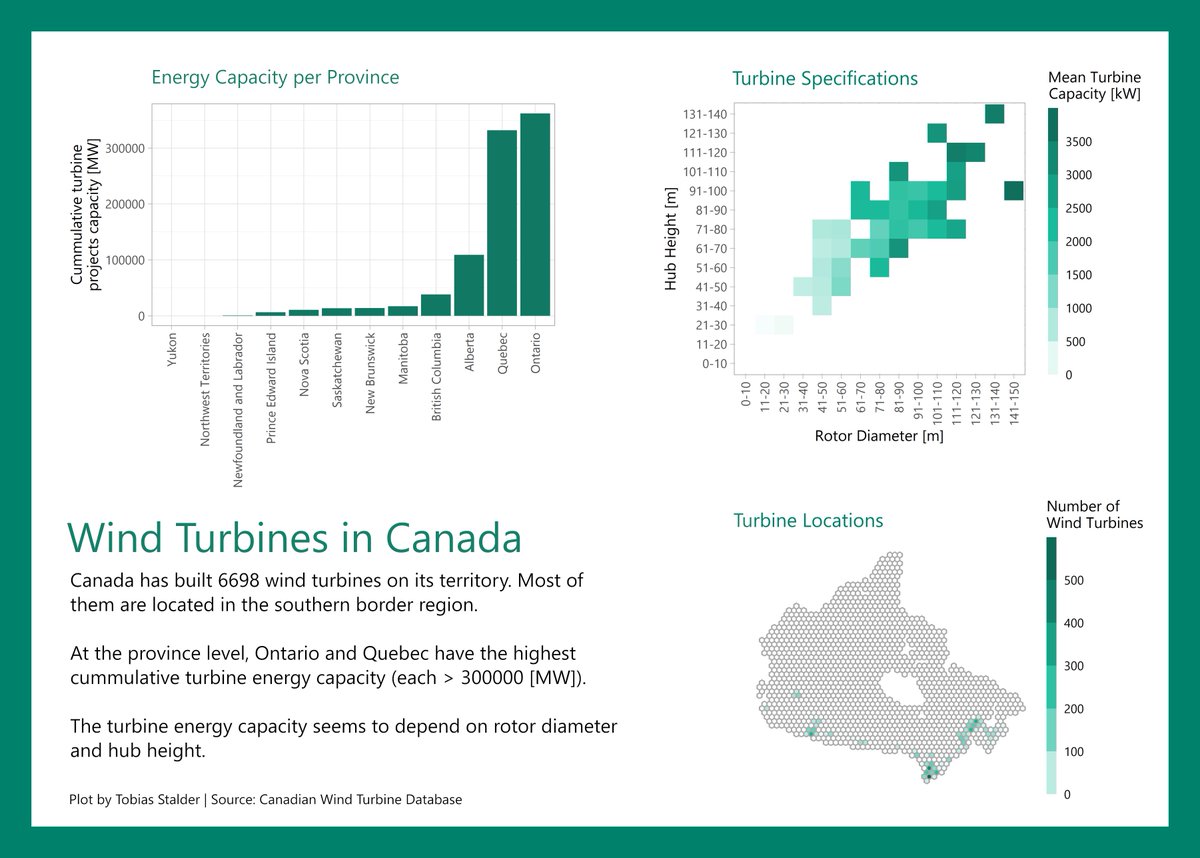 Energy Capacity per Province
Cummulative turbine
projects capacity [MW]
300000
200000
100000
0
Yukon
Northwest Territories
Newfoundland and Labrador
Prince Edward Island
Nova Scotia
Saskatchewan
New Brunswick
Manitoba
British Columbia
Alberta
Quebec
Ontario
Turbine Specifications
Hub Height [m]
131-140
121-130
111-120
101-110
91-100
81-90
71-80
61-70
51-60
41-50
31-40
21-30
11-20
0-10
0-10
11-20
21-30
31-40
41-50
51-60
61-70
71-80
81-90
91-100
101-110
111-120
121-130
131-140
141-150
Rotor Diameter [m]
Mean Turbine
Capacity [kW]
3500
3000
2500
2000
1500
1000
500
0
Wind Turbines in Canada
Canada has built 6698 wind turbines on its territory. Most of
them are located in the southern border region.
At the province level, Ontario and Quebec have the highest
cummulative turbine energy capacity (each > 300000 [MW]).
The turbine energy capacity seems to depend on rotor diameter
and hub height.
Plot by Tobias Stalder | Source: Canadian Wind Turbine Database
Turbine Locations
Number of
Wind Turbines
500
400
300
200
100
0